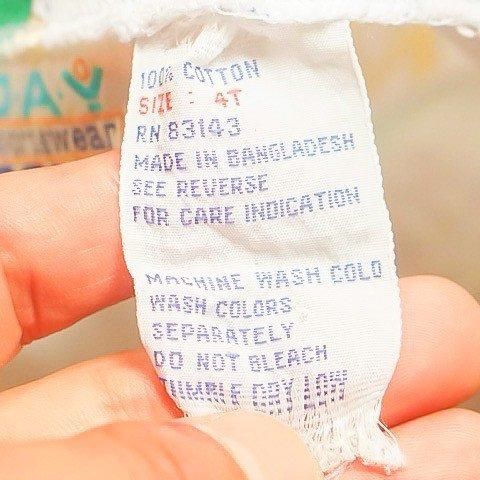 100% COTTON
SIZE : 4T
RN 83143
MADE IN BANGLADESH
SEE REVERSE
FOR CARE INDICATION
MACHINE WASH COLD
WASH COLORS
SEPARATELY
DO NOT BLEACH
TUMBLE DRY LOW